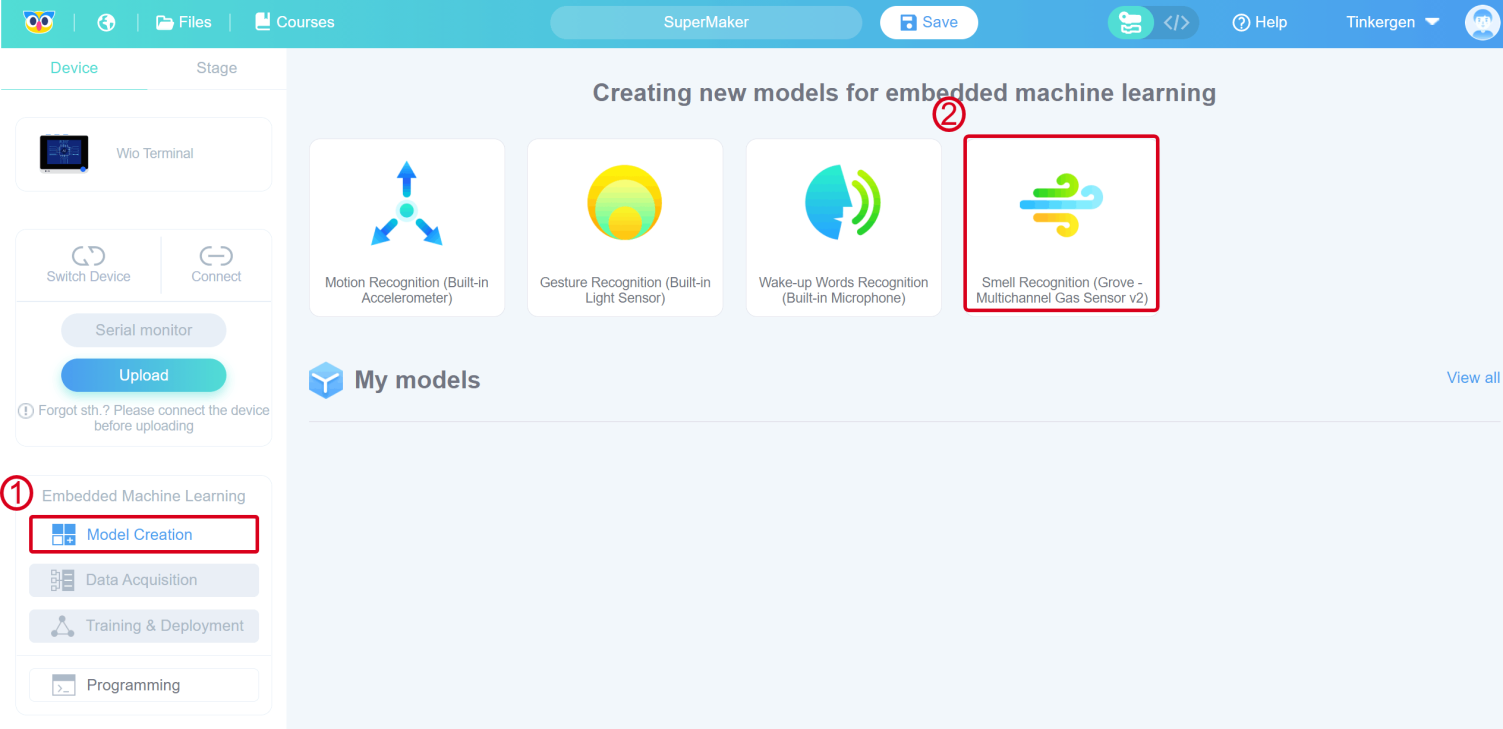 Files
Courses
SuperMaker
Save
</>
Help
Tinkergen
Device
Stage
Creating new models for embedded machine learning
②
Wio Terminal
Switch Device
Connect
Serial monitor
Upload
Forgot sth.? Please connect the device
before uploading
Motion Recognition (Built-in
Accelerometer)
Gesture Recognition (Built-in
Light Sensor)
Wake-up Words Recognition
(Built-in Microphone)
Smell Recognition (Grove -
Multichannel Gas Sensor v2)
My models
View all
①
Embedded Machine Learning
Model Creation
Data Acquisition
Training & Deployment
Programming